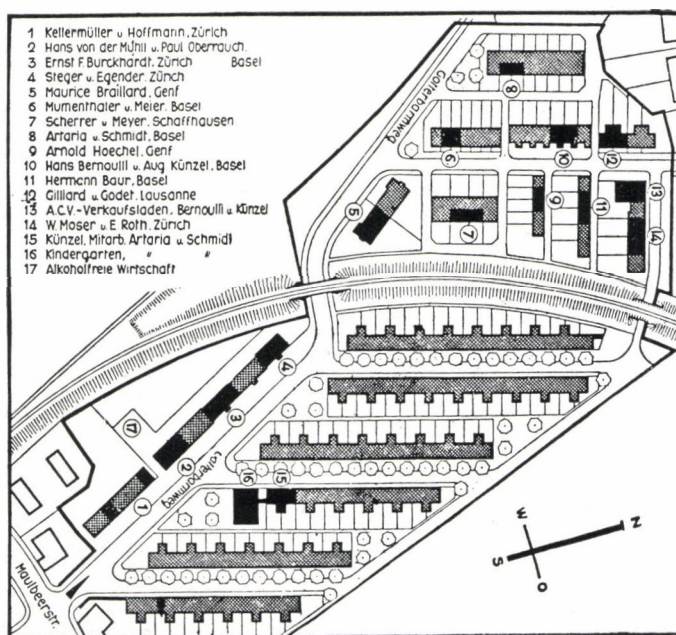 1 Kellermüller u Hoffmann, Zürich
2 Hans von der Mühll u. Paul Oberrauch.
3 Ernst F. Burckhardt. Zürich Basel
4 Steger u. Egender. Zürich
5 Maurice Braillard. Genf
6 Mumenthaler u. Meier. Basel
7 Scherrer u Meyer. Schaffhausen
8 Artaria u Schmidt. Basel
9 Arnold Hoechel. Genf
10 Hans Bernoulli u Aug Künzel. Basel
11 Hermann Baur. Basel
12 Gilliard u Godet. Lausanne
13 A.C.V.-Verkaufsladen, Bernoulli u Künzel
14 W. Moser u E Roth. Zürich
15 Künzel. Mitarb. Artaria u Schmidt
16 Kindergarten, " "
17 Alkoholfreie Wirtschaft
Gotterbarmweg
8
6
10
12
5
7
9
11
13
14
4
3
2
1
17
Gotterbarmweg
16
15
Maulbeerstr.
W
N
S
O